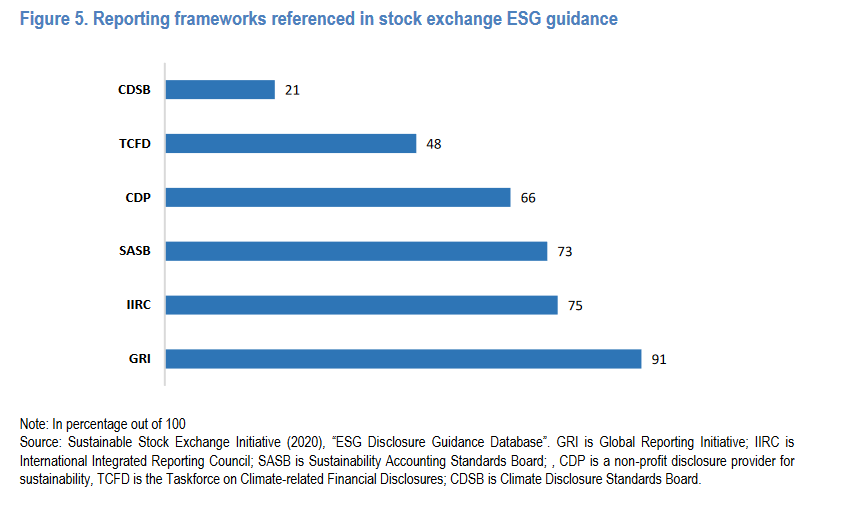 Figure 5. Reporting frameworks referenced in stock exchange ESG guidance
CDSB 21
TCFD 48
CDP 66
SASB 73
IIRC 75
GRI 91
Note: In percentage out of 100
Source: Sustainable Stock Exchange Initiative (2020), “ESG Disclosure Guidance Database”. GRI is Global Reporting Initiative; IIRC is
International Integrated Reporting Council; SASB is Sustainability Accounting Standards Board; , CDP is a non-profit disclosure provider for
sustainability, TCFD is the Taskforce on Climate-related Financial Disclosures; CDSB is Climate Disclosure Standards Board.